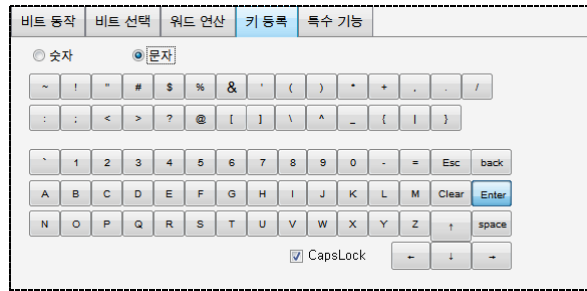 비트 동작 비트 선택 워드 연산 키 등록 특수 기능
숫자 문자
~ ! " # $ % & ' ( ) * + , . /
: ; < > ? @ [ ] \ ^ _ { | }
` 1 2 3 4 5 6 7 8 9 0 - = Esc back
A B C D E F G H I J K L M Clear Enter
N O P Q R S T U V W X Y Z ↑ space
CapsLock ← ↓ →